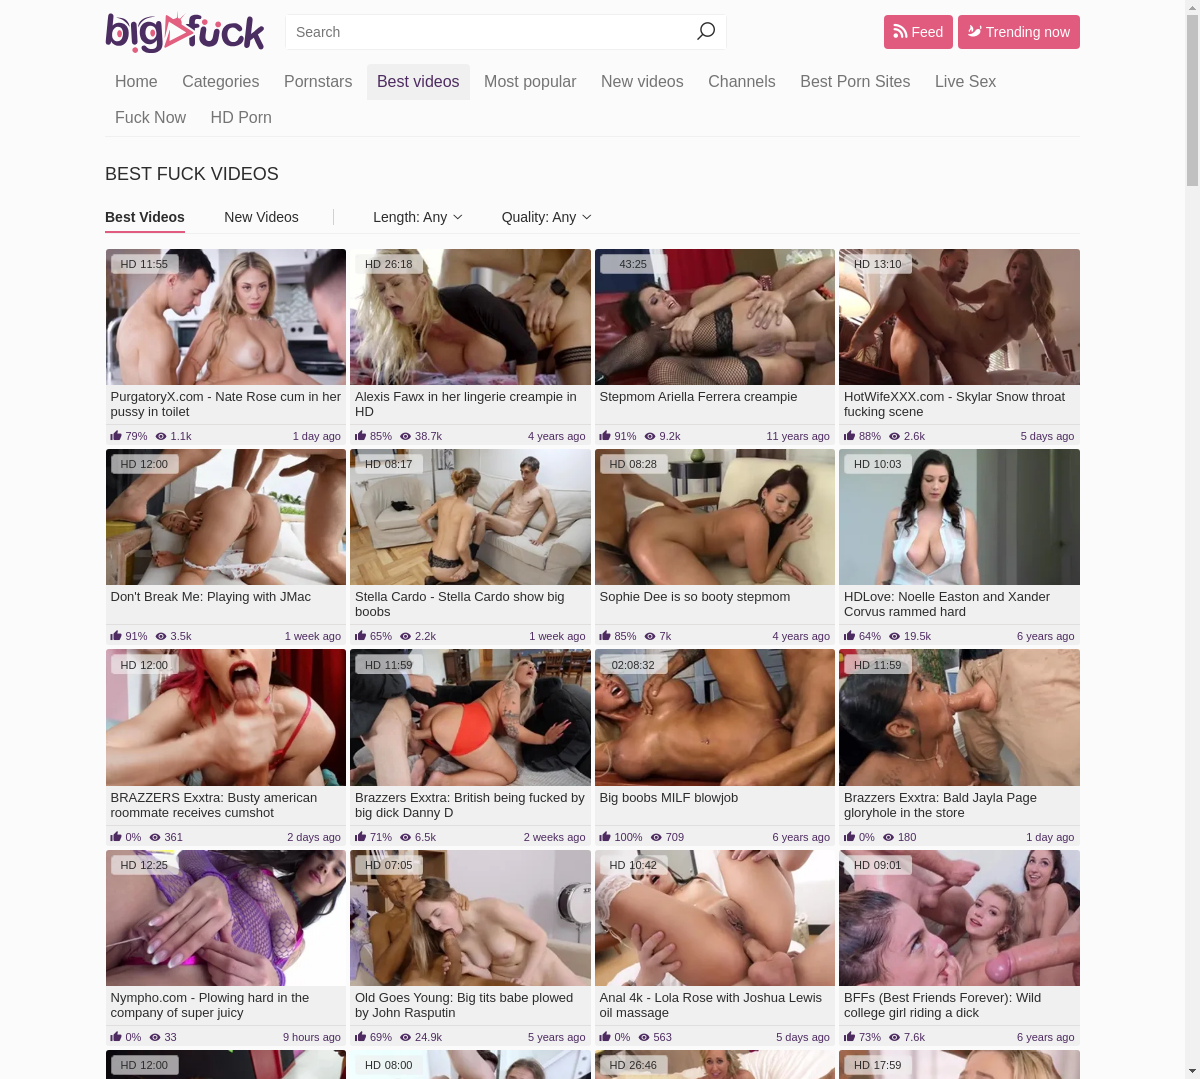 bigfuck
Search
Feed
Trending now
Home Categories Pornstars Best videos Most popular New videos Channels Best Porn Sites Live Sex
Fuck Now HD Porn
BEST FUCK VIDEOS
Best Videos New Videos Length: Any Quality: Any
HD 11:55
HD 26:18
43:25
HD 13:10
PurgatoryX.com - Nate Rose cum in her
pussy in toilet
79% 1.1k 1 day ago
Alexis Fawx in her lingerie creampie in
HD
85% 38.7k 4 years ago
Stepmom Ariella Ferrera creampie
91% 9.2k 11 years ago
HotWifeXXX.com - Skylar Snow throat
fucking scene
88% 2.6k 5 days ago
HD 12:00
HD 08:17
HD 08:28
HD 10:03
Don't Break Me: Playing with JMac
91% 3.5k 1 week ago
Stella Cardo - Stella Cardo show big
boobs
65% 2.2k 1 week ago
Sophie Dee is so booty stepmom
85% 7k 4 years ago
HDLove: Noelle Easton and Xander
Corvus rammed hard
64% 19.5k 6 years ago
HD 12:00
HD 11:59
02:08:32
HD 11:59
BRAZZERS Exxtra: Busty american
roommate receives cumshot
0% 361 2 days ago
Brazzers Exxtra: British being fucked by
big dick Danny D
71% 6.5k 2 weeks ago
Big boobs MILF blowjob
100% 709 6 years ago
Brazzers Exxtra: Bald Jayla Page
gloryhole in the store
0% 180 1 day ago
HD 12:25
HD 07:05
HD 10:42
HD 09:01
Nympho.com - Plowing hard in the
company of super juicy
0% 33 9 hours ago
Old Goes Young: Big tits babe plowed
by John Rasputin
69% 24.9k 5 years ago
Anal 4k - Lola Rose with Joshua Lewis
oil massage
0% 563 5 days ago
BFFs (Best Friends Forever): Wild
college girl riding a dick
73% 7.6k 6 years ago
HD 12:00
HD 08:00
HD 26:46
HD 17:59